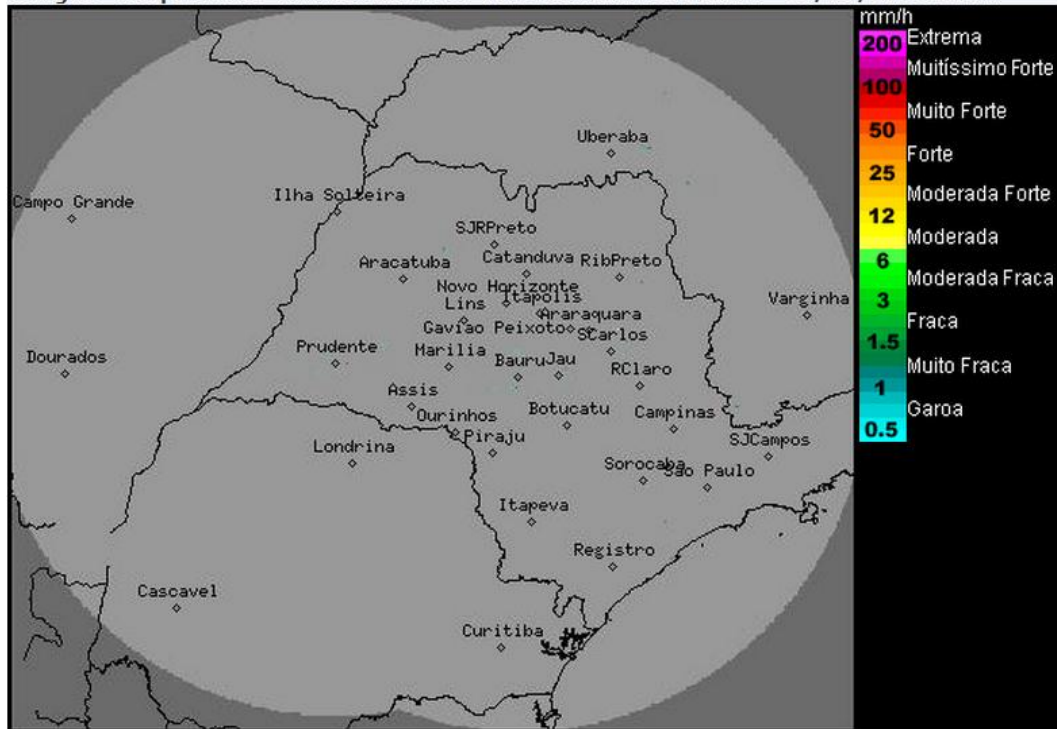 mm/h
200 Extrema
Muitíssimo Forte
100
Muito Forte
50
Forte
25
Moderada Forte
12
Moderada
6
Moderada Fraca
3
Fraca
1.5
Muito Fraca
1
Garoa
0.5
Uberaba
Campo Grande
Ilha Solteira
SJRPreto
Catanduva
RibPreto
Aracatuba
Novo Horizonte
Itapolis
Varginha
Lins
Araraquara
Gaviao Peixoto
SCarlos
Dourados
Prudente
Marilia
Bauru
Jau
RClaro
Assis
Ourinhos
Botucatu
Campinas
Londrina
Piraju
SJCampos
Sorocaba
Sao Paulo
Itapeva
Registro
Cascavel
Curitiba